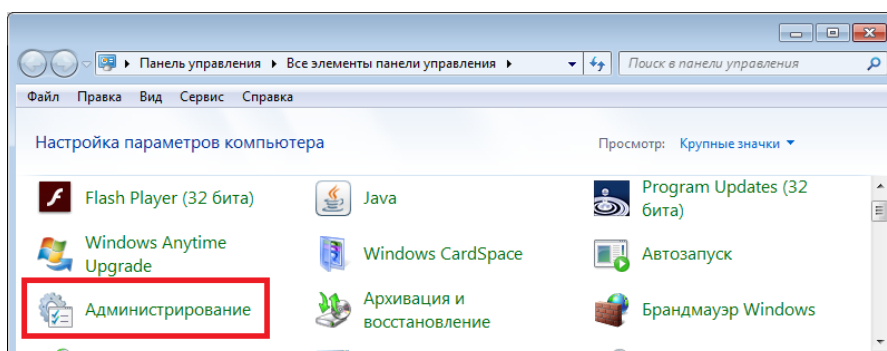 Панель управления ▸ Все элементы панели управления ▸
Поиск в панели управления
Файл Правка Вид Сервис Справка
Настройка параметров компьютера
Просмотр: Крупные значки
Flash Player (32 бита)
Java
Program Updates (32
бита)
Windows Anytime
Upgrade
Windows CardSpace
Автозапуск
Администрирование
Архивация и
восстановление
Брандмауэр Windows